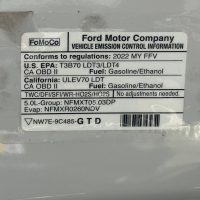 FoMoCo
Ford Motor Company
VEHICLE EMISSION CONTROL INFORMATION
Conforms to regulations: 2022 MY FFV
U.S. EPA: T3B70 LDT3/LDT4
CA OBD II Fuel: Gasoline/Ethanol
California: ULEV70 LDT
CA OBD II Fuel: Gasoline/Ethanol
TWC/DFI/SFI/WR-HO2S/HO2S
No adjustments needed.
5.0L-Group: NFMXT05.03DP
Evap: NFMXR0260NDV
NW7E-9C485-GTD